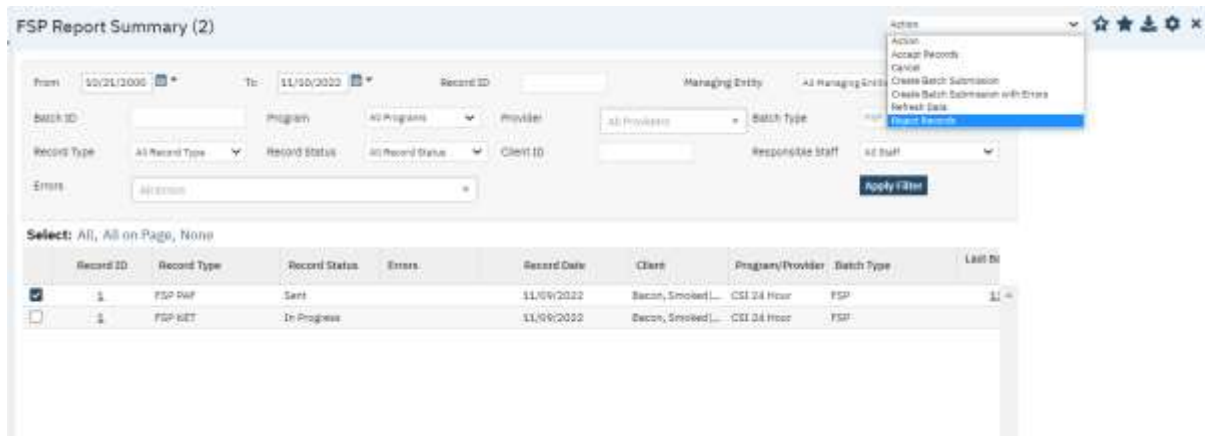 FSP Report Summary (2)
Action
Action
Accept Records
Cancel
Create Batch Submission
Create Batch Submission with Errors
Refresh Data
Reject Records
From 10/21/2006 * To 11/10/2022 * Record ID Managing Entity All Managing
Batch ID Program All Programs Provider All Providers Batch Type
Record Type All Record Type Record Status All Record Status Client ID Responsible Staff All Staff
Errors All Errors Apply Filter
Select: All, All on Page, None
Record ID Record Type Record Status Errors Record Date Client Program/Provider Batch Type Last
1 FSP PAF Sent 11/09/2022 Bacon, Smoked... CSI 24 Hour FSP
FSP KET In Progress 11/09/2022 Bacon, Smoked... CSI 24 Hour FSP